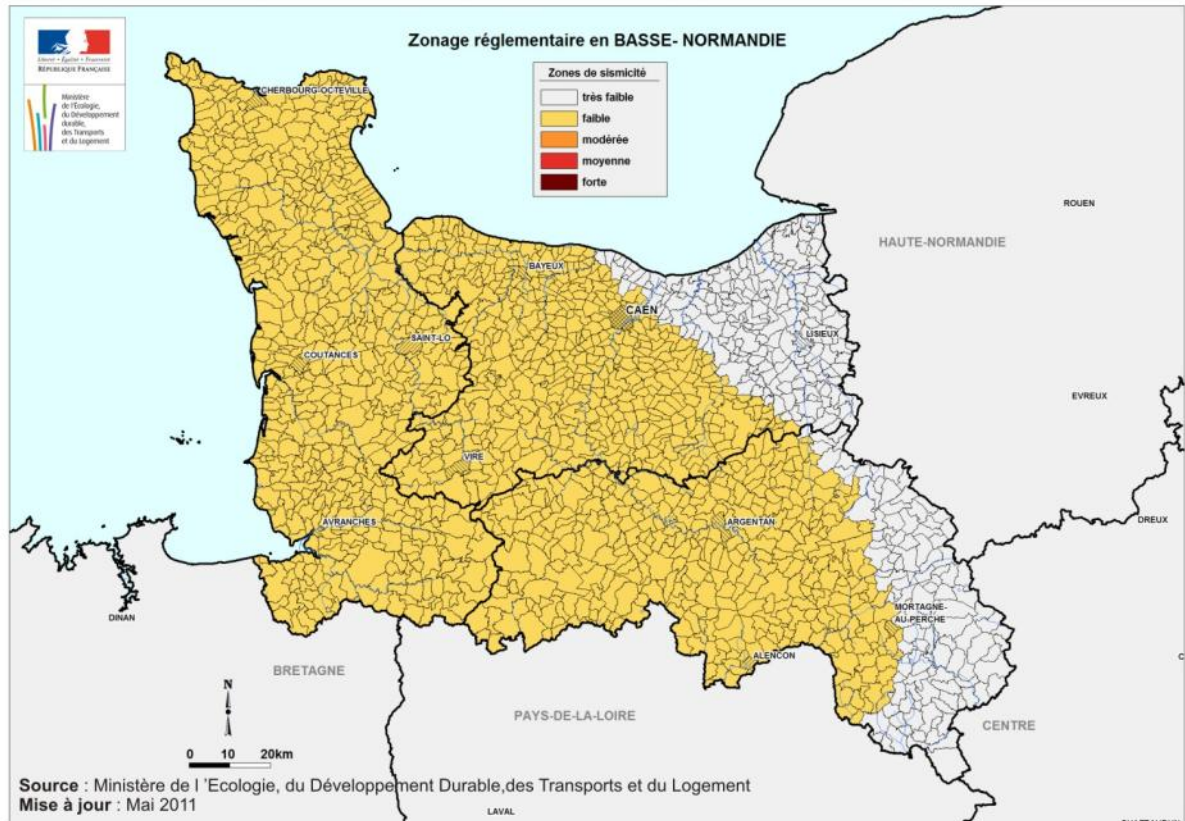 Liberté • Égalité • Fraternité
RÉPUBLIQUE FRANÇAISE
Ministère
de l'Écologie,
du Développement
durable,
des Transports
et du Logement
Zonage réglementaire en BASSE- NORMANDIE
Zones de sismicité
très faible
faible
modérée
moyenne
forte
CHERBOURG-OCTEVILLE
ROUEN
HAUTE-NORMANDIE
BAYEUX
CAEN
SAINT-LO
LISIEUX
COUTANCES
EVREUX
VIRE
AVRANCHES
ARGENTAN
DREUX
DINAN
MORTAGNE-
AU-PERCHE
ALENCON
BRETAGNE
N
PAYS-DE-LA-LOIRE
CENTRE
0 10 20km
Source : Ministère de l 'Ecologie, du Développement Durable,des Transports et du Logement
Mise à jour : Mai 2011
LAVAL